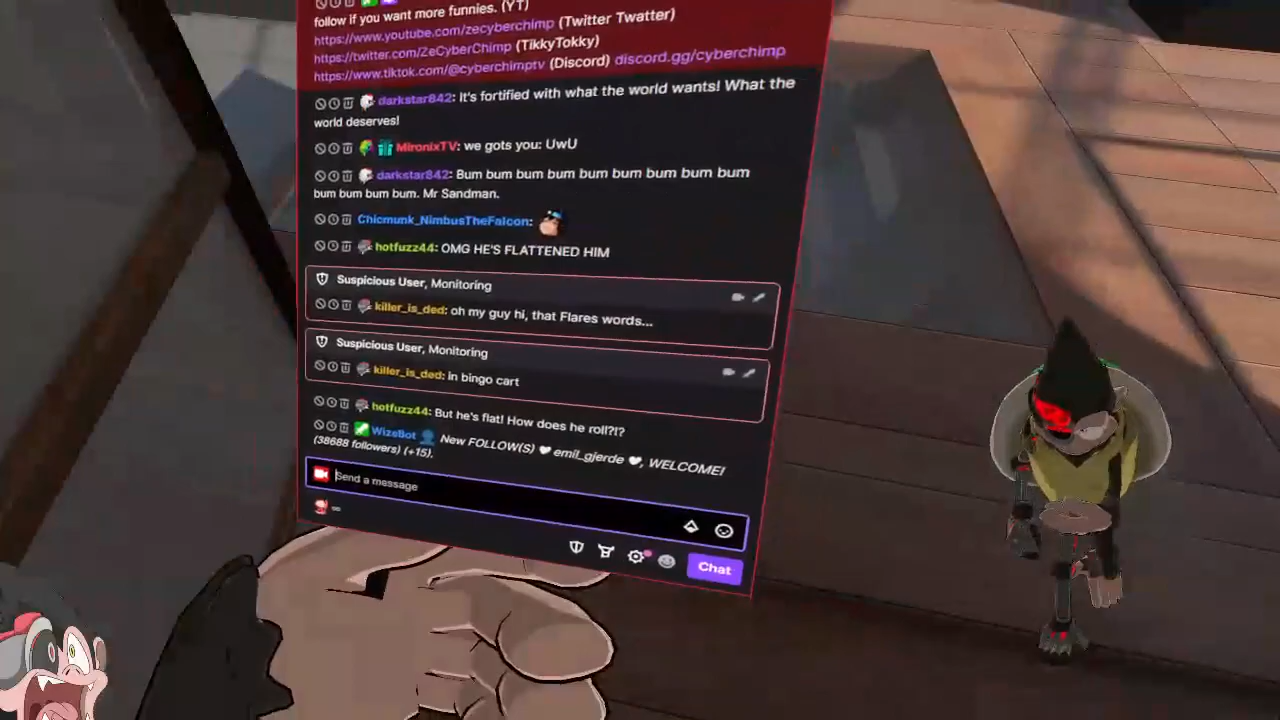 follow if you want more funnies. (YT)
https://www.youtube.com/zecyberchimp (Twitter Twatter)
https://twitter.com/ZeCyberChimp (TikkyTokky)
https://www.tiktok.com/@cyberchimptv (Discord) discord.gg/cyberchimp
darkstar842: It's fortified with what the world wants! What the
world deserves!
MironixTV: we gots you: UwU
darkstar842: Bum bum bum bum bum bum bum bum bum bum
bum bum bum bum. Mr Sandman.
Chicmunk_NimbusTheFalcon:
hotfuzz44: OMG HE'S FLATTENED HIM
Suspicious User, Monitoring
killer_is_ded: oh my guy hi, that Flares words...
Suspicious User, Monitoring
killer_is_ded: in bingo cart
hotfuzz44: But he's flat! How does he roll?!?
WizeBot New FOLLOW(S) ❤ emil_gjerde ❤, WELCOME!
(38688 followers) (+15).
Send a message
∞
Chat